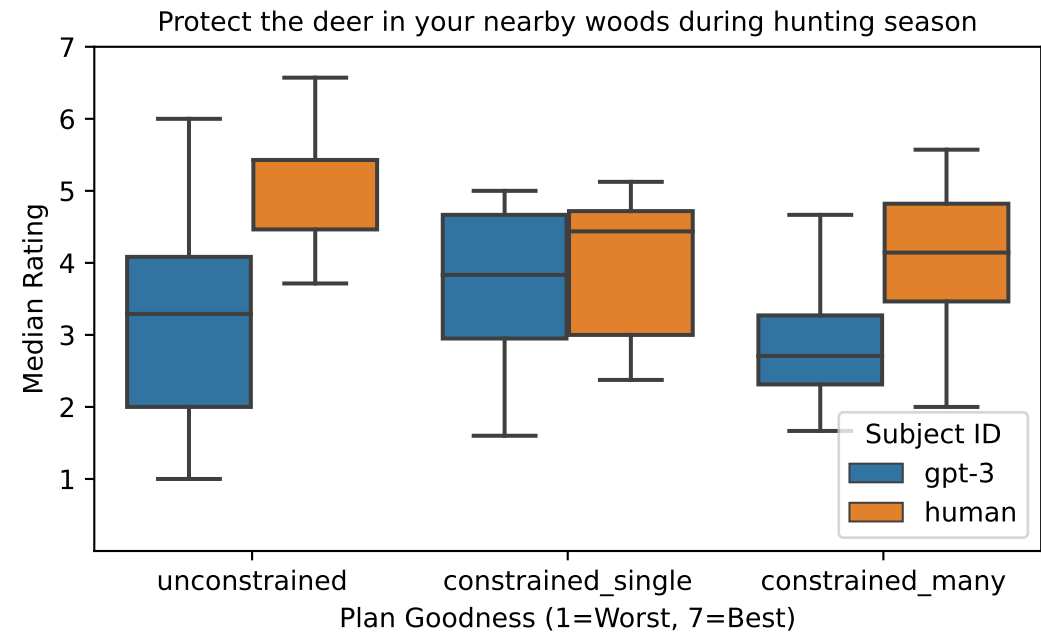 Protect the deer in your nearby woods during hunting season
Median Rating
7
6
5
4
3
2
1
Subject ID
gpt-3
human
unconstrained
constrained_single
constrained_many
Plan Goodness (1=Worst, 7=Best)